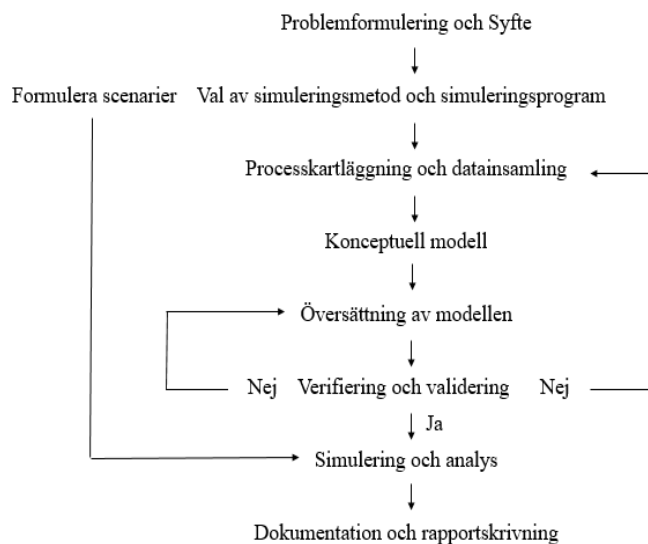 Problemformulering och Syfte
Formulera scenarier Val av simuleringsmetod och simuleringsprogram
Processkartläggning och datainsamling
Konceptuell modell
Översättning av modellen
Nej Verifiering och validering Nej
Ja
Simulering och analys
Dokumentation och rapportskrivning